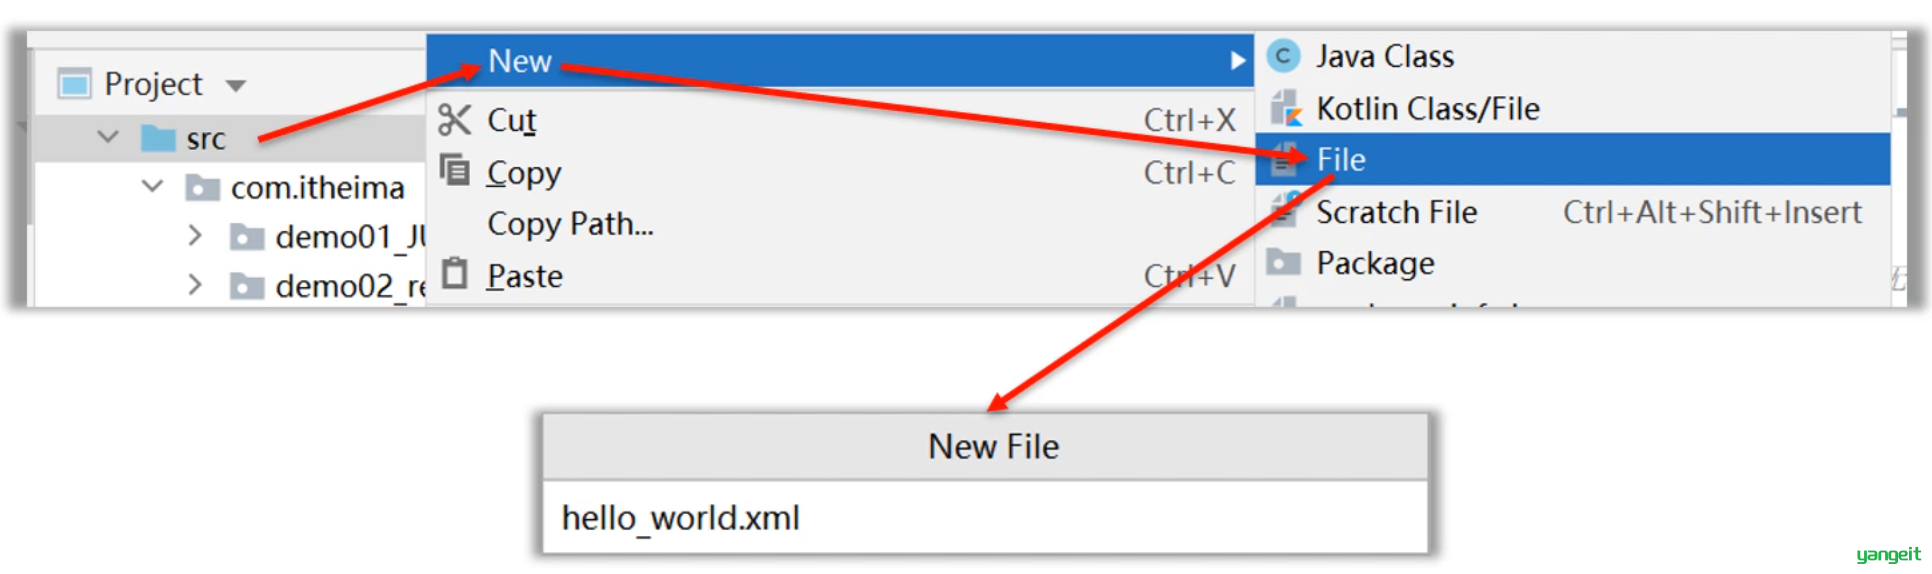 Project
src
com.itheima
demo01_JU
demo02_re
New
Cut Ctrl+X
Copy Ctrl+C
Copy Path...
Paste Ctrl+V
Java Class
Kotlin Class/File
File
Scratch File Ctrl+Alt+Shift+Insert
Package
New File
hello_world.xml
yangeit